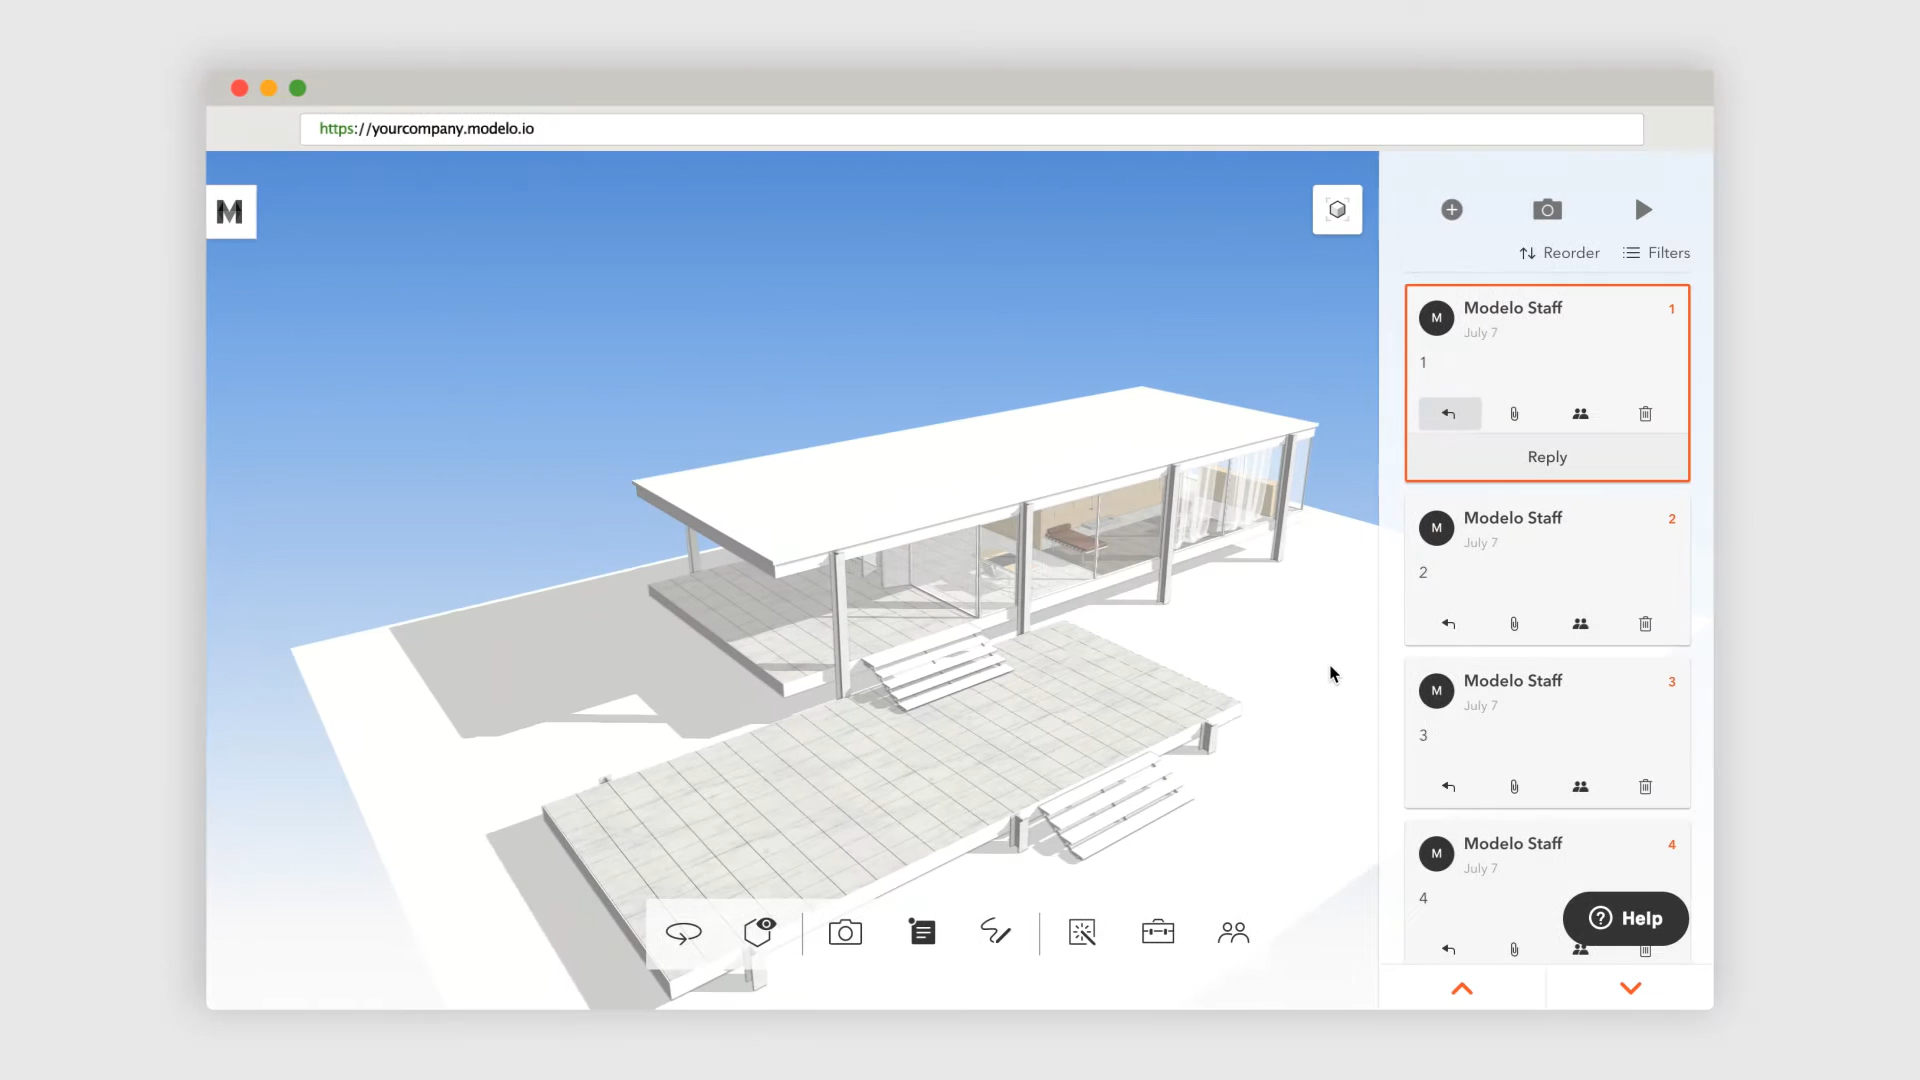 https://yourcompany.modelo.io
M
Reorder
Filters
M
Modelo Staff
1
July 7
1
Reply
M
Modelo Staff
2
July 7
2
M
Modelo Staff
3
July 7
3
M
Modelo Staff
4
July 7
4
? Help